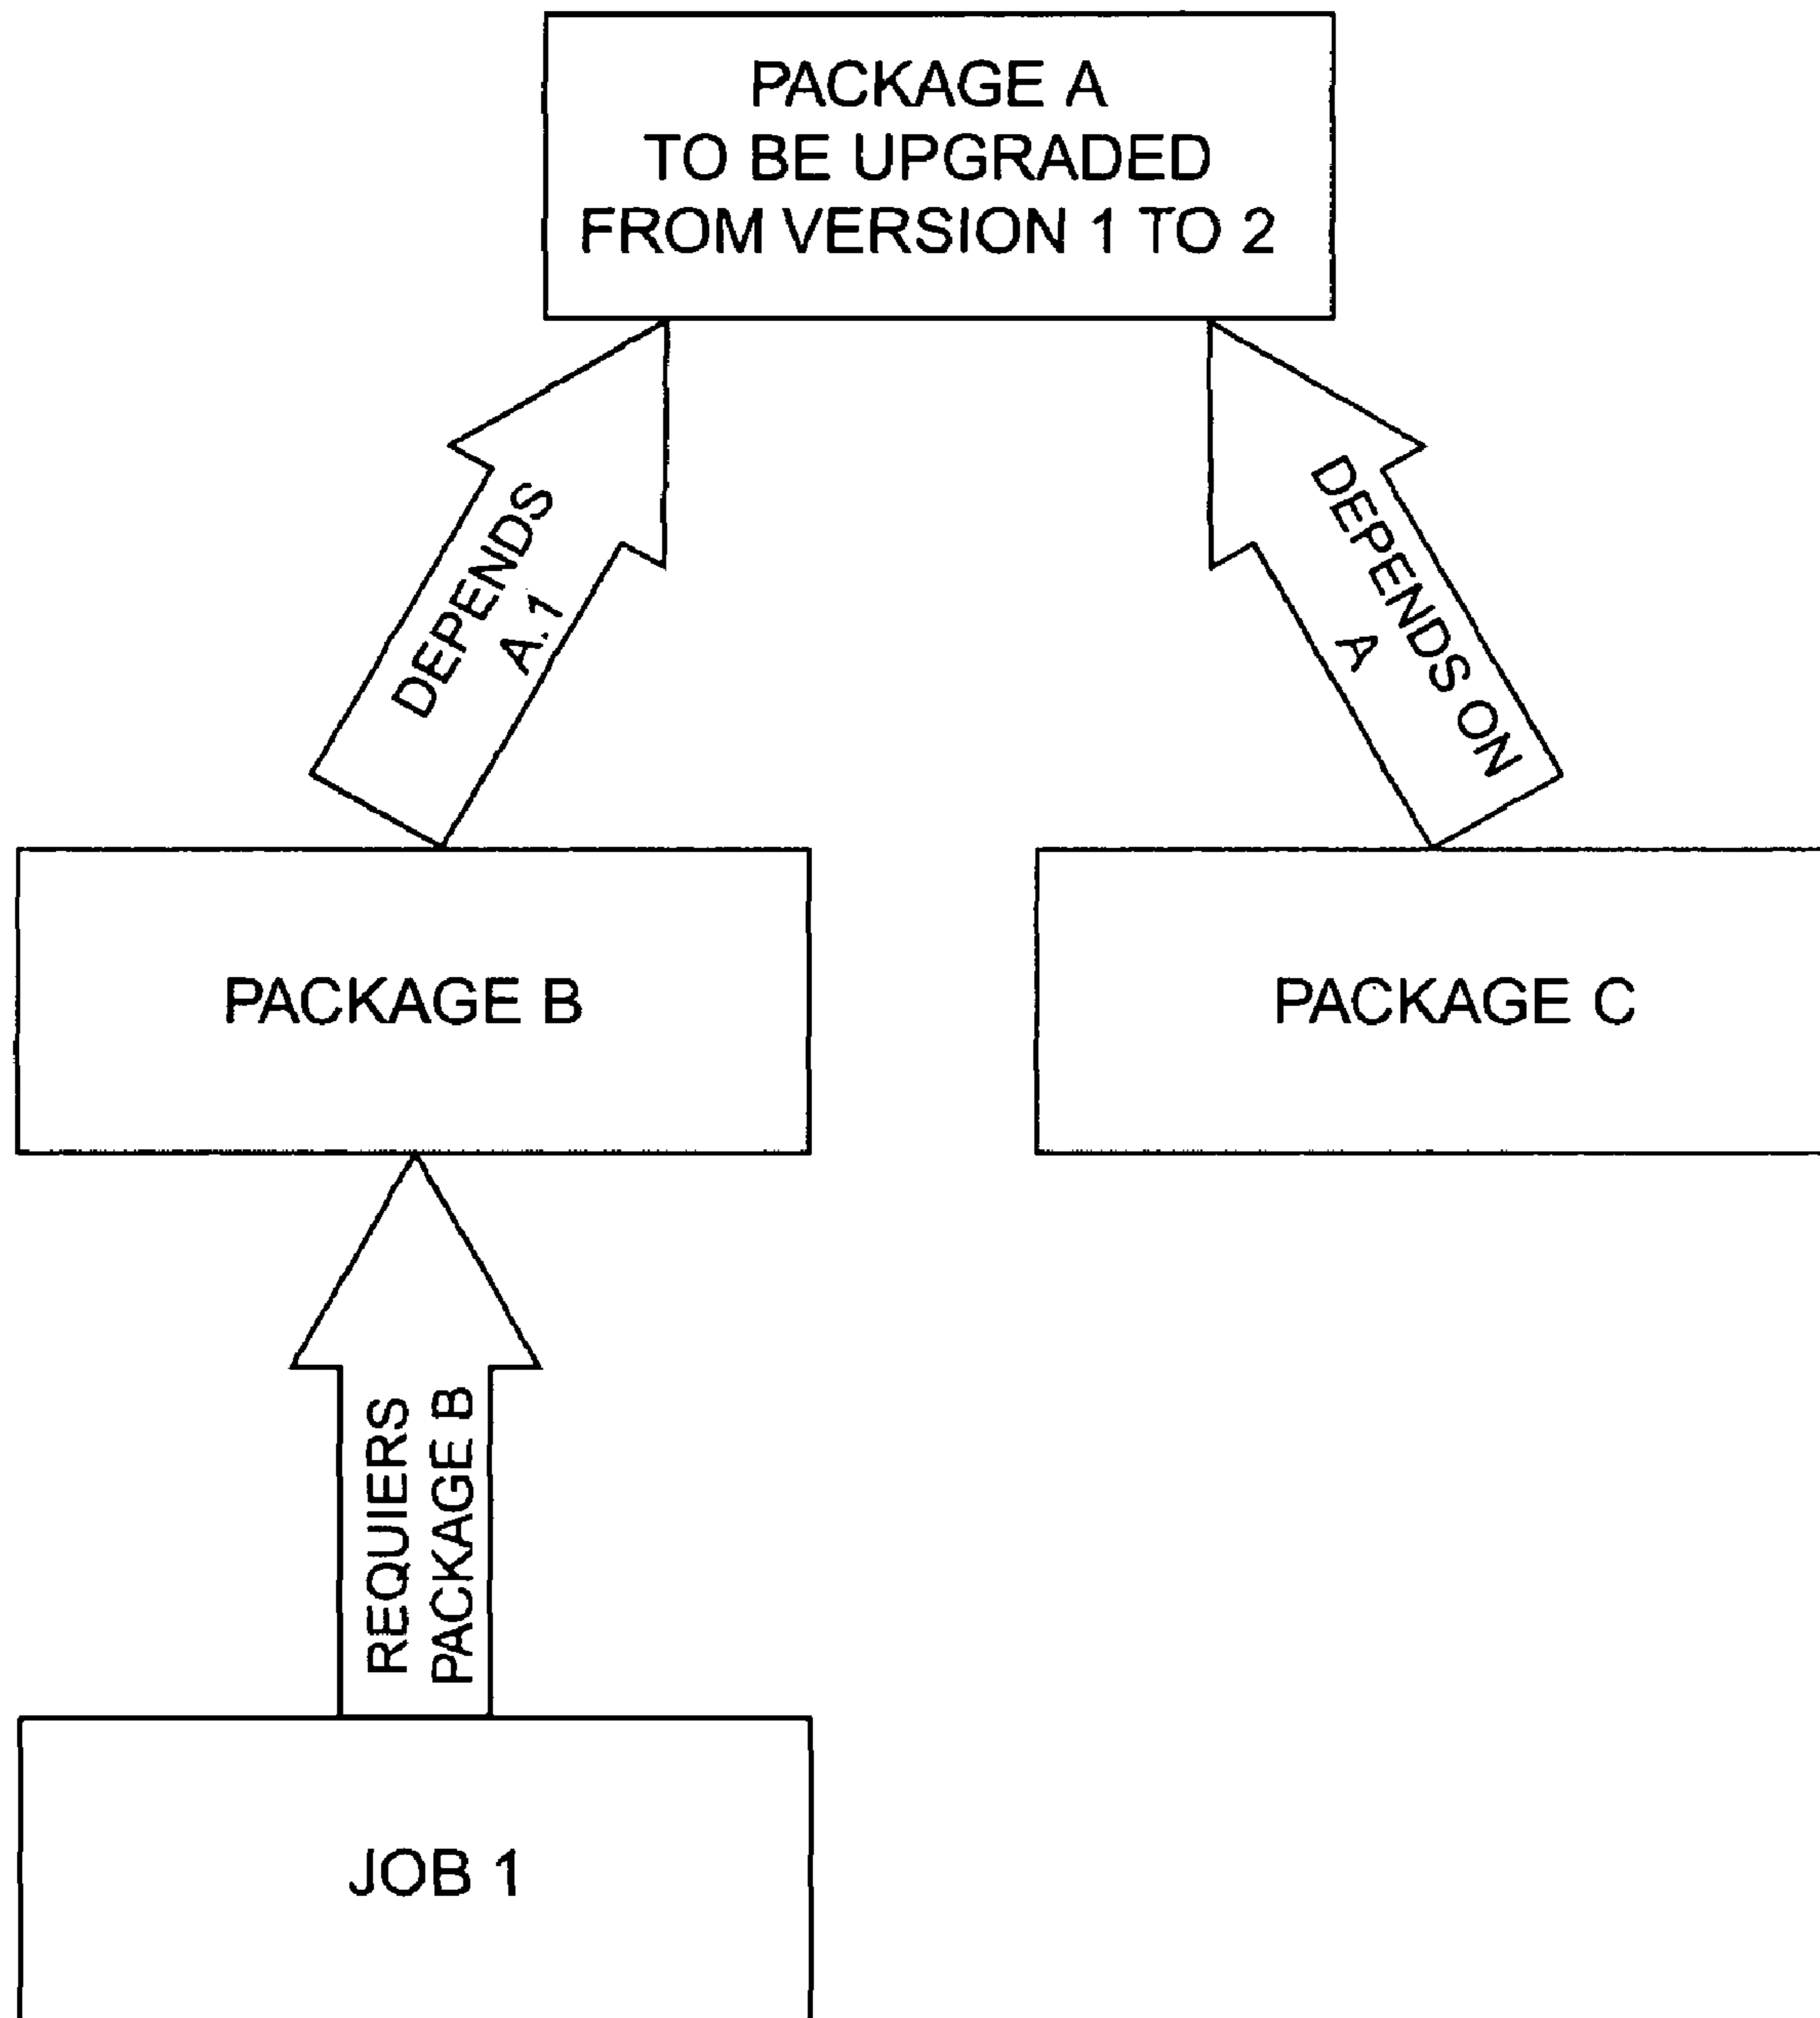 PACKAGE A
TO BE UPGRADED
FROM VERSION 1 TO 2
DEPENDS
A.1
DEPENDS ON
A
PACKAGE B
PACKAGE C
REQUIERS
PACKAGE B
JOB 1